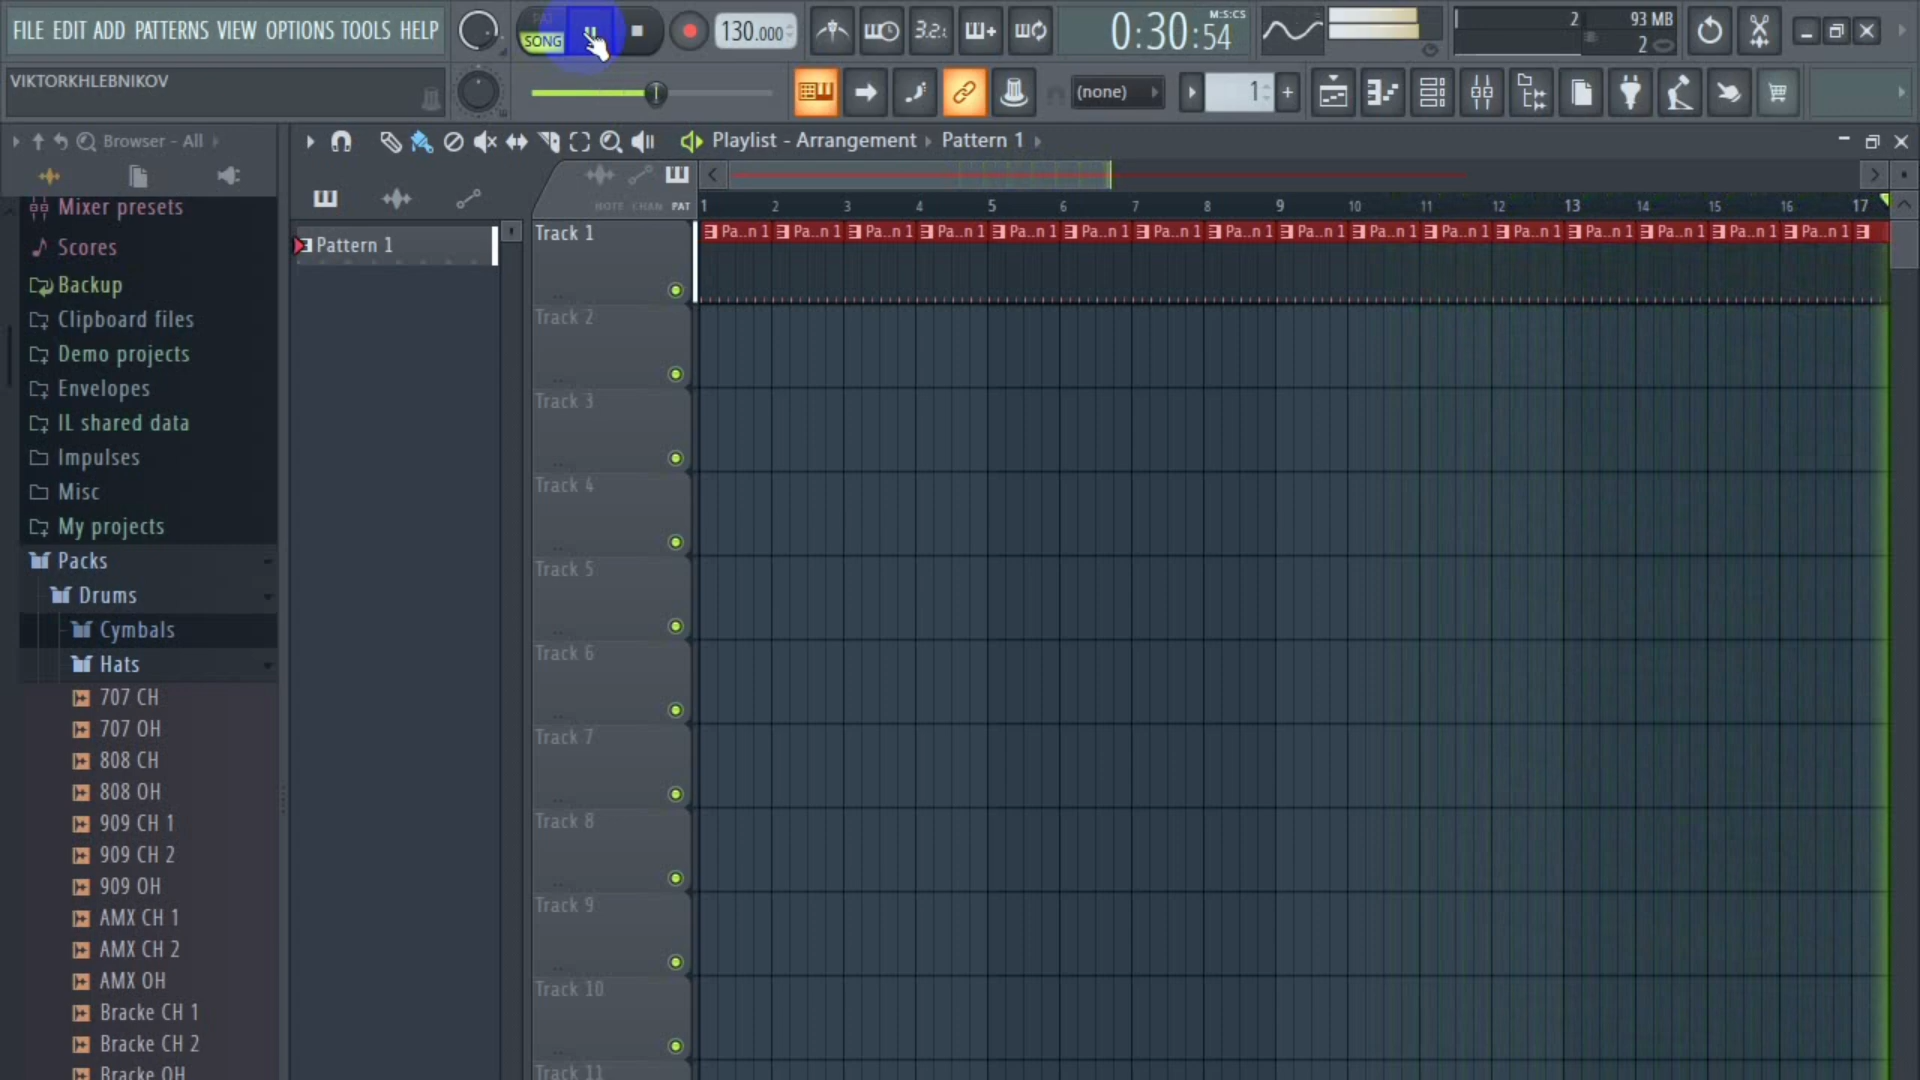 FILE EDIT ADD PATTERNS VIEW OPTIONS TOOLS HELP
PAT
SONG
130.000
3.2.
0:30:54
M:S:CS
2
93 MB
2
VIKTORKHLEBNIKOV
(none)
1
Browser - All
Playlist - Arrangement
Pattern 1
NOTE CHAN PAT
1 2 3 4 5 6 7 8 9 10 11 12 13 14 15 16 17
Mixer presets
Scores
Backup
Clipboard files
Demo projects
Envelopes
IL shared data
Impulses
Misc
My projects
Packs
Drums
Cymbals
Hats
707 CH
707 OH
808 CH
808 OH
909 CH 1
909 CH 2
909 OH
AMX CH 1
AMX CH 2
AMX OH
Bracke CH 1
Bracke CH 2
Bracke OH
Pattern 1
Track 1
Pa..n 1 Pa..n 1 Pa..n 1 Pa..n 1 Pa..n 1 Pa..n 1 Pa..n 1 Pa..n 1 Pa..n 1 Pa..n 1 Pa..n 1 Pa..n 1 Pa..n 1 Pa..n 1 Pa..n 1 Pa..n 1
Track 2
Track 3
Track 4
Track 5
Track 6
Track 7
Track 8
Track 9
Track 10
Track 11